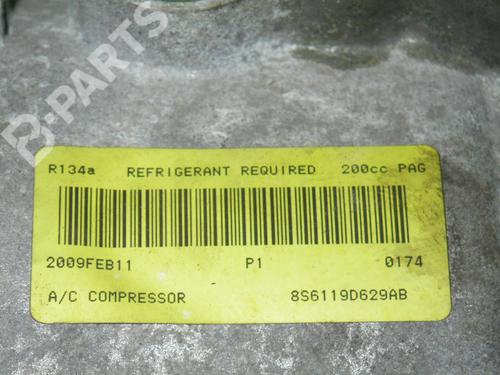 B-PARTS
R134a REFRIGERANT REQUIRED 200cc PAG
2009FEB11 P1 0174
A/C COMPRESSOR 8S6119D629AB